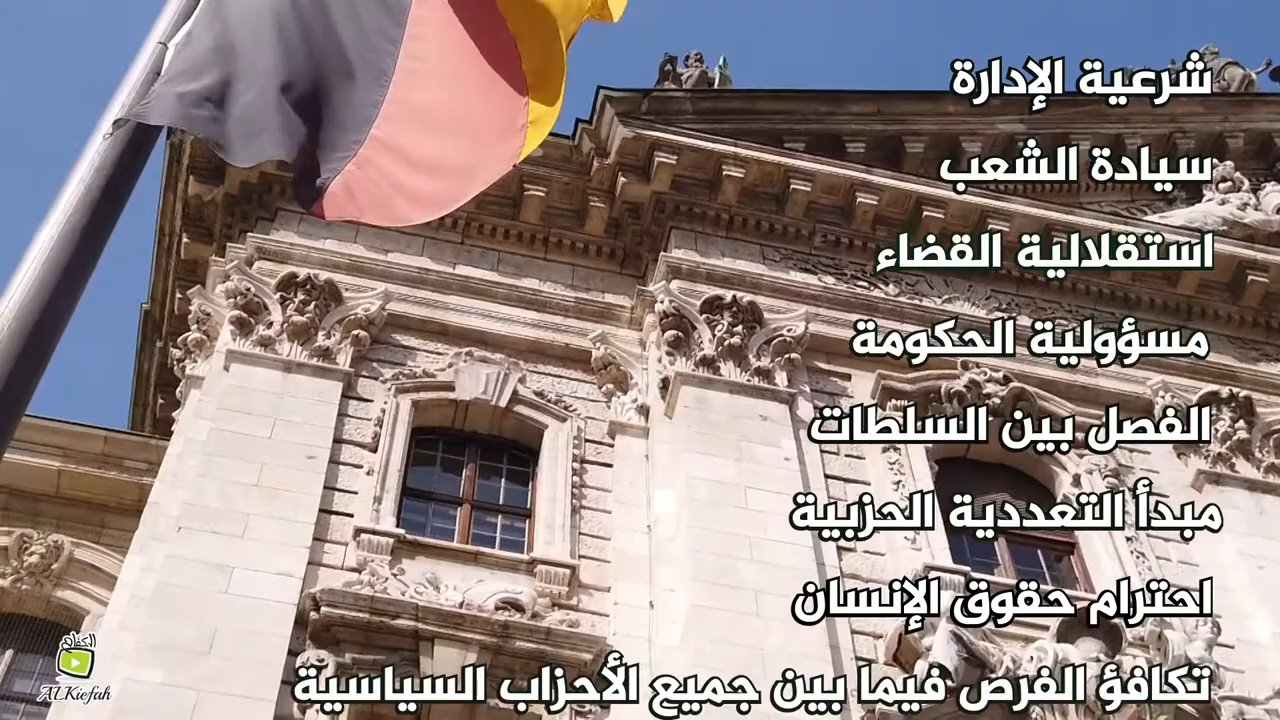 شرعية الإدارة
سيادة الشعب
استقلالية القضاء
مسؤولية الحكومة
الفصل بين السلطات
مبدأ التعددية الحزبية
احترام حقوق الإنسان
تكافؤ الفرص فيما بين جميع الأحزاب السياسية
الكفاح
ALKiefah